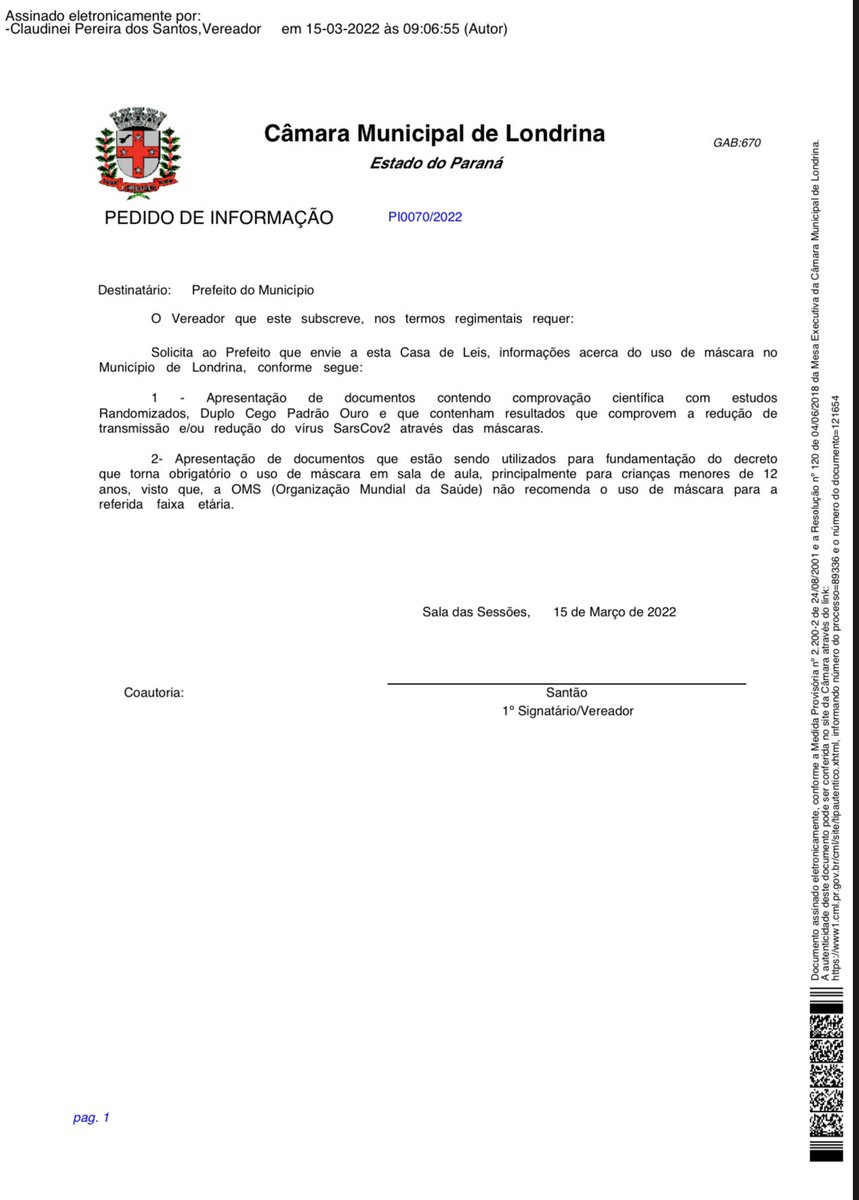 Assinado eletronicamente por:
-Claudinei Pereira dos Santos,Vereador em 15-03-2022 às 09:06:55 (Autor)
Câmara Municipal de Londrina
GAB:670
Estado do Paraná
PEDIDO DE INFORMAÇÃO PI0070/2022
Destinatário: Prefeito do Município
O Vereador que este subscreve, nos termos regimentais requer:
Solicita ao Prefeito que envie a esta Casa de Leis, informações acerca do uso de máscara no
Município de Londrina, conforme segue:
1 - Apresentação de documentos contendo comprovação científica com estudos
Randomizados, Duplo Cego Padrão Ouro e que contenham resultados que comprovem a redução de
transmissão e/ou redução do vírus SarsCov2 através das máscaras.
2- Apresentação de documentos que estão sendo utilizados para fundamentação do decreto
que torna obrigatório o uso de máscara em sala de aula, principalmente para crianças menores de 12
anos, visto que, a OMS (Organização Mundial da Saúde) não recomenda o uso de máscara para a
referida faixa etária.
Sala das Sessões, 15 de Março de 2022
Coautoria:
Santão
1º Signatário/Vereador
pag. 1
Documento assinado eletronicamente, conforme a Medida Provisória nº 2.200-2 de 24/08/2001 e a Resolução nº 120 de 04/06/2018 da Mesa Executiva da Câmara Municipal de Londrina.
A autenticidade deste documento pode ser conferida no site da Câmara através do link:
https://www1.cml.pr.gov.br/cml/site/tipautentico.xhtml, informando número do processo=89336 e o número do documento=121654